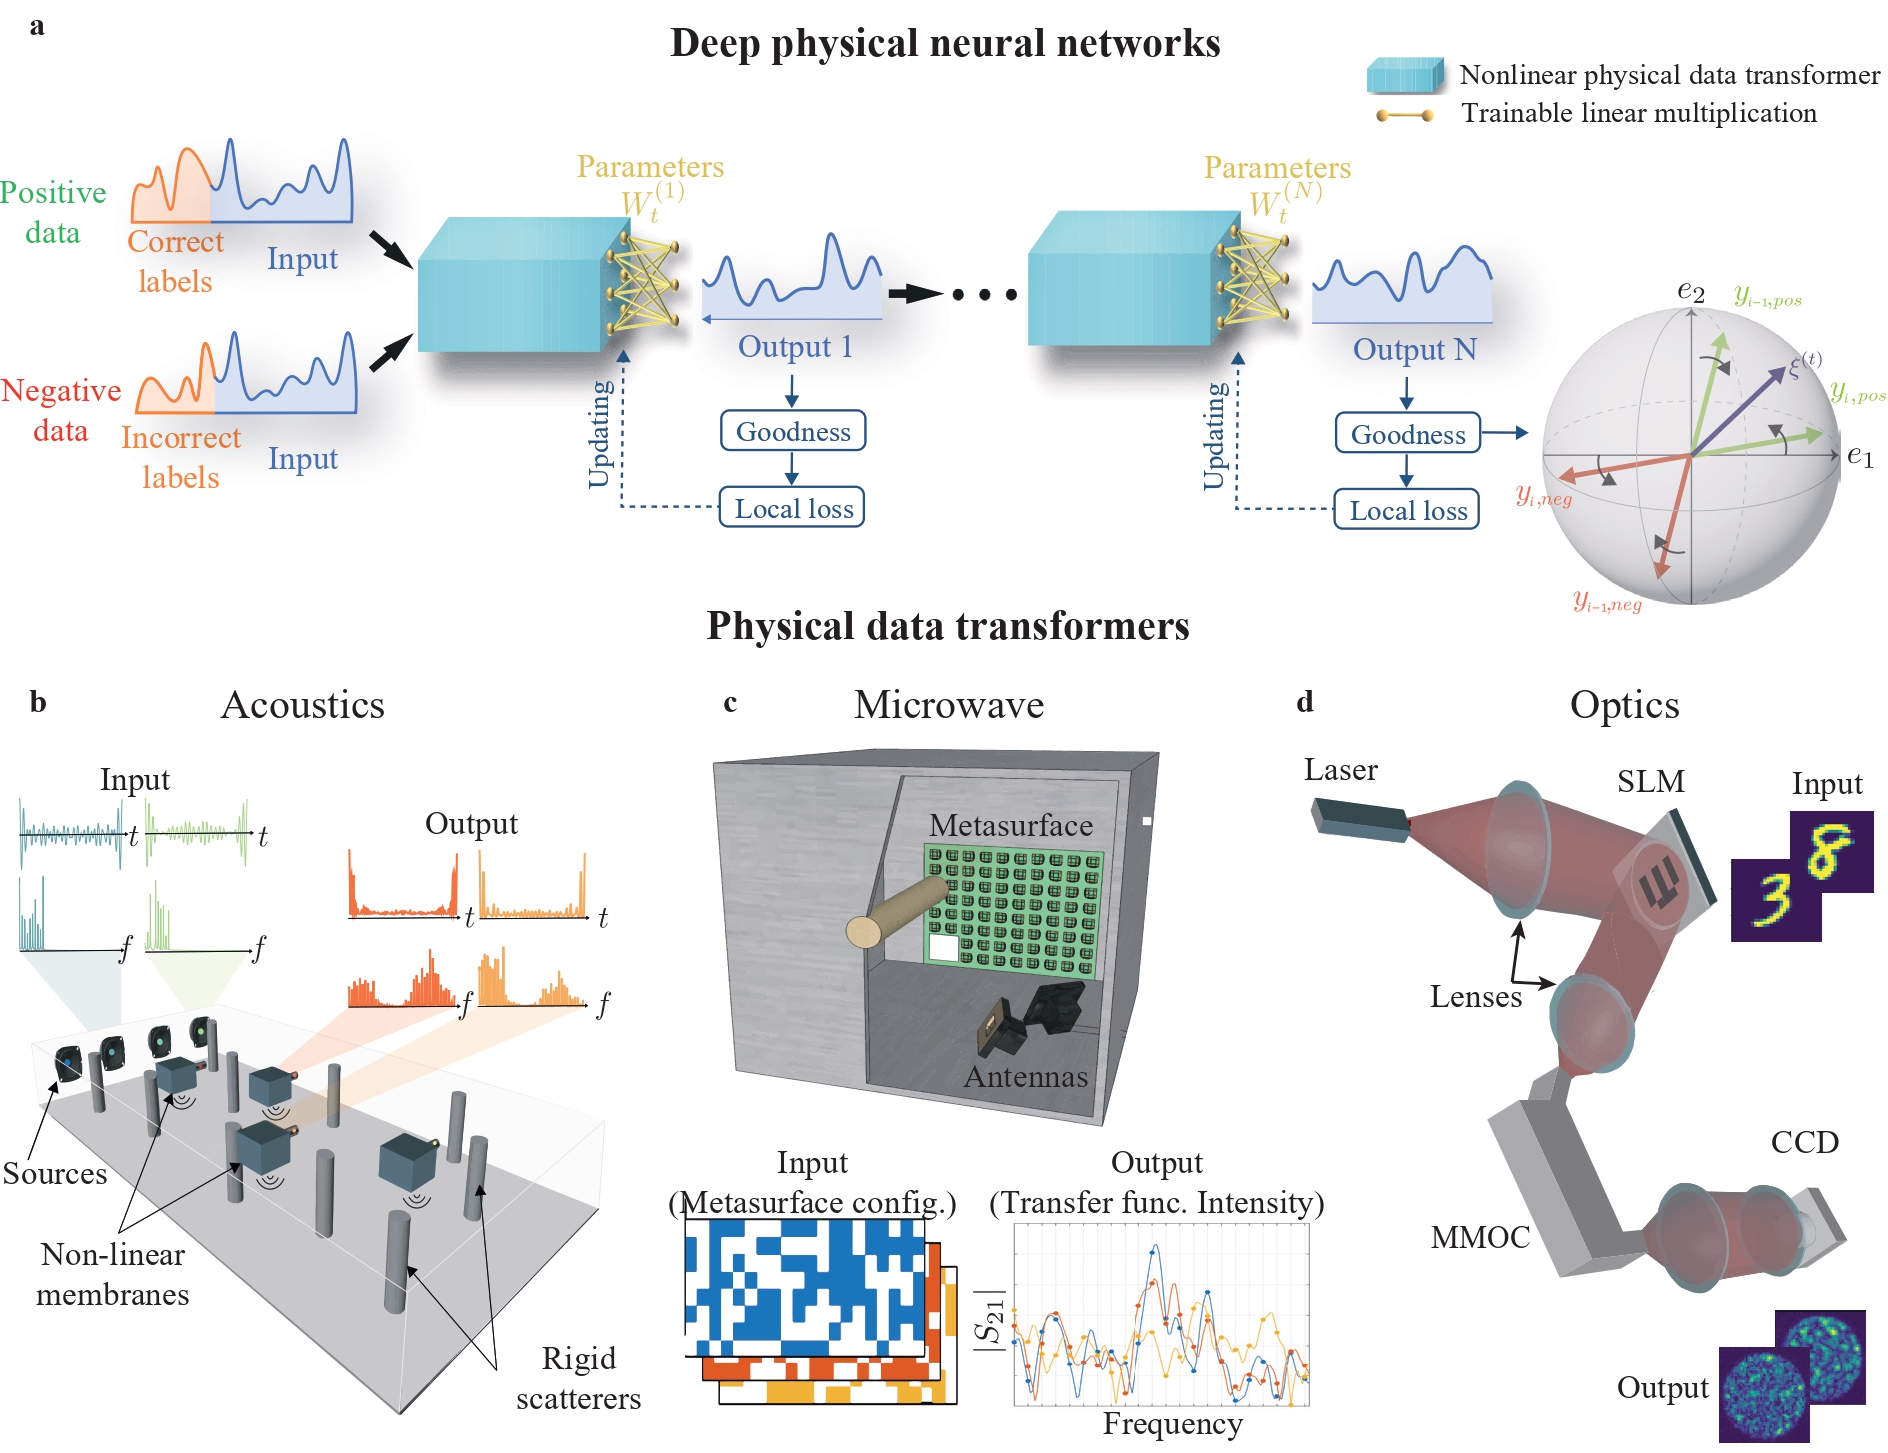 a
Deep physical neural networks
Nonlinear physical data transformer
Trainable linear multiplication
Positive
data
Correct
labels
Input
Negative
data
Incorrect
labels
Input
Parameters
W_t^{(1)}
Output 1
Goodness
Local loss
Updating
Parameters
W_t^{(N)}
Output N
Goodness
Local loss
Updating
e_2
y_{i-1,pos}
ξ^{(t)}
y_{i,pos}
e_1
y_{i,neg}
y_{i-1,neg}
Physical data transformers
b
Acoustics
Input
t
t
f
f
Output
t
t
f
f
Sources
Non-linear
membranes
Rigid
scatterers
c
Microwave
Metasurface
Antennas
Input
(Metasurface config.)
Output
(Transfer func. Intensity)
|S_{21}|
Frequency
d
Optics
Laser
SLM
Input
8
3
Lenses
MMOC
CCD
Output